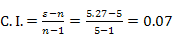 C. I. = ε−n / n−1 = 5.27−5 / 5−1 = 0.07